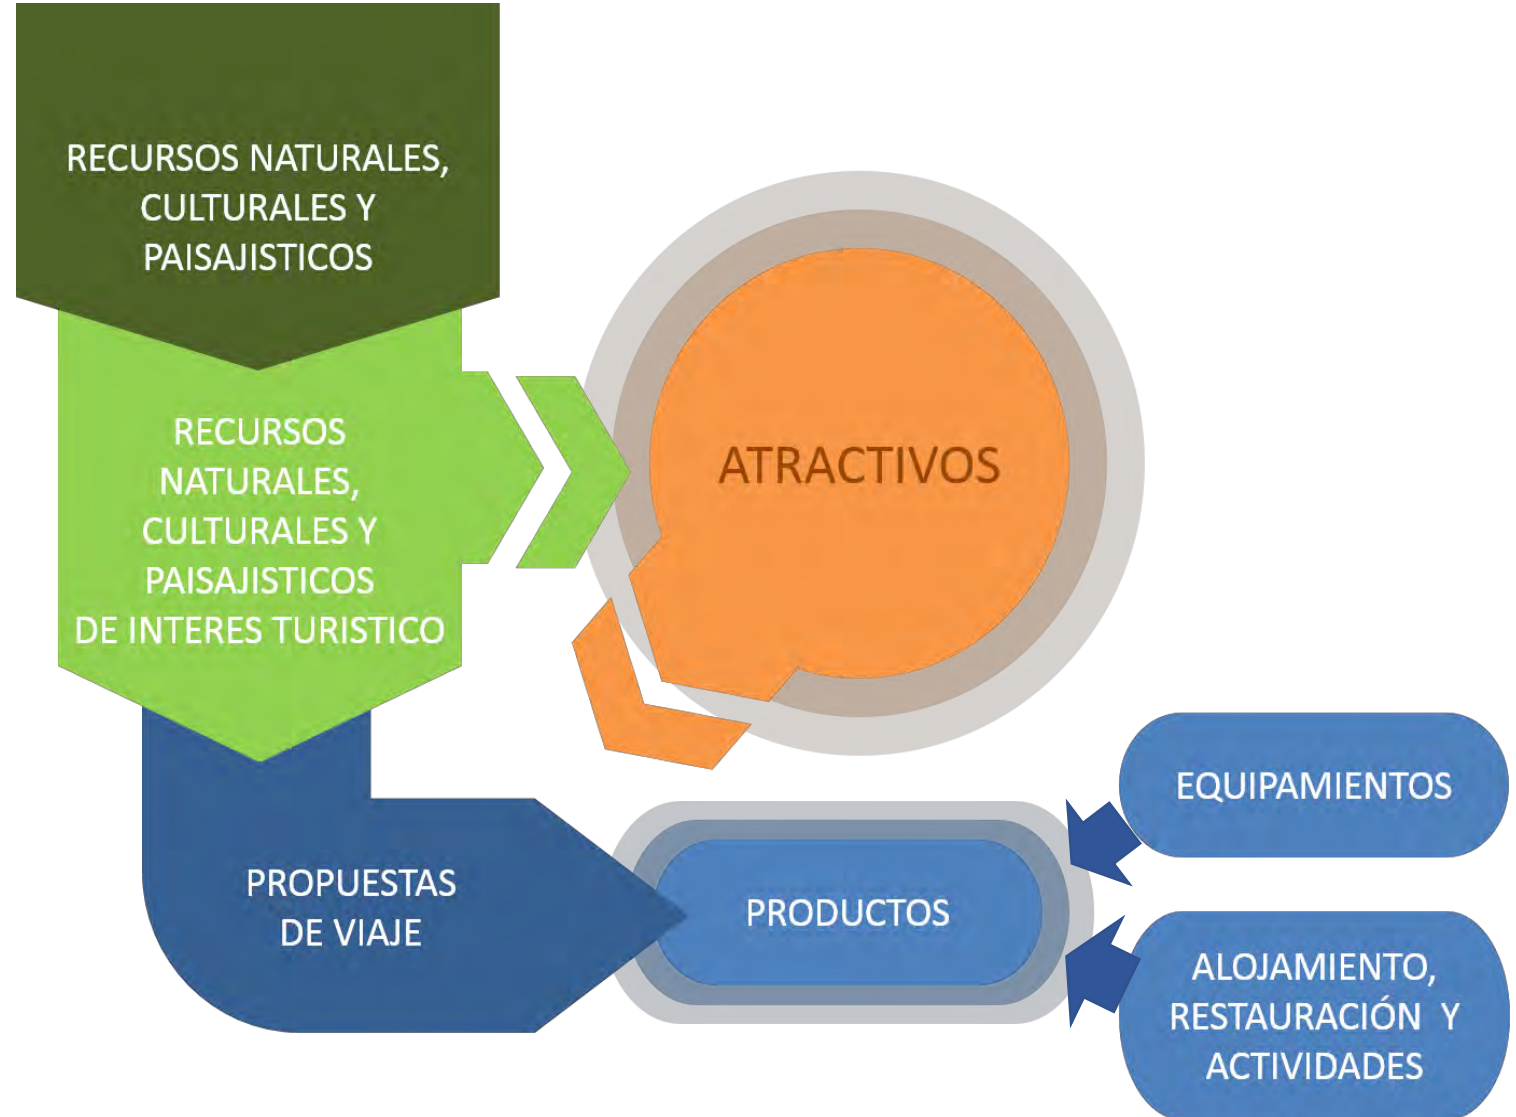 RECURSOS NATURALES,
CULTURALES Y
PAISAJISTICOS
RECURSOS
NATURALES,
CULTURALES Y
PAISAJISTICOS
DE INTERES TURISTICO
ATRACTIVOS
PROPUESTAS
DE VIAJE
PRODUCTOS
EQUIPAMIENTOS
ALOJAMIENTO,
RESTAURACIÓN Y
ACTIVIDADES